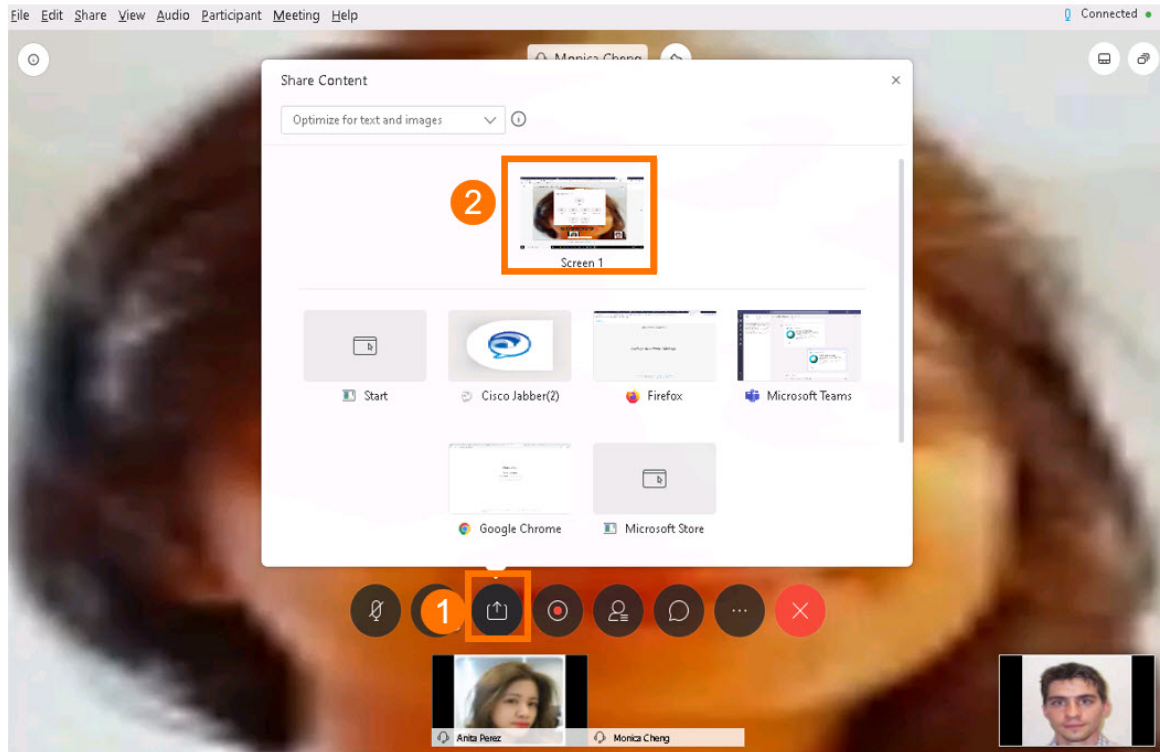 File Edit Share View Audio Participant Meeting Help
Connected
Monica Cheng
Share Content
Optimize for text and images
2
Screen 1
Start
Cisco Jabber(2)
Firefox
Microsoft Teams
Google Chrome
Microsoft Store
1
Anita Perez
Monica Cheng